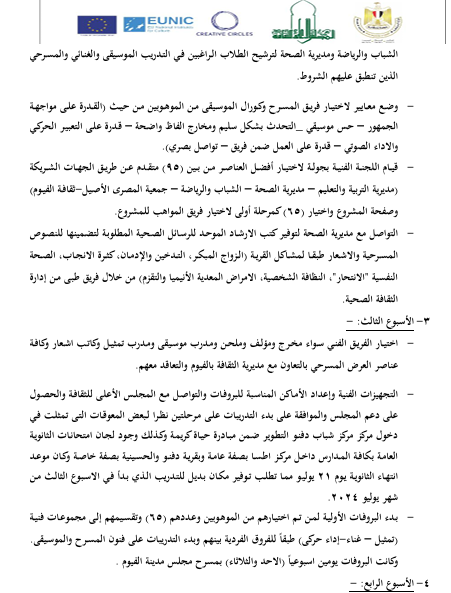 EUNIC
CREATIVE CIRCLES
الشباب والرياضة ومديرية الصحة لترشيح الطلاب الراغبين في التدريب الموسيقى والغنائي والمسرحي
الذين تنطبق عليهم الشروط.
– وضع معايير لاختيار فريق المسرح وكورال الموسيقى من الموهوبين من حيث (القدرة على مواجهة
الجمهور – حس موسيقي _التحدث بشكل سليم ومخارج الفاظ واضحة – قدرة على التعبير الحركي
والاداء الصوتي – قدرة على العمل ضمن فريق – تواصل بصري).
– قيام اللجنة الفنية بجولة لاختيار أفضل العناصر من بين (٩٥) متقدم عن طريق الجهات الشريكة
(مديرية التربية والتعليم – مديرية الصحة – الشباب والرياضة – جمعية المصرى الأصيل-ثقافة الفيوم)
وصفحة المشروع واختيار (٦٥) كمرحلة أولى لاختيار فريق المواهب للمشروع.
– التواصل مع مديرية الصحة لتوفير كتب الارشاد الموحد للرسائل الصحية المطلوبة لتضمينها للنصوص
المسرحية والاشعار طبقا لمشاكل القرية (الزواج المبكر، التدخين والإدمان، كثرة الانجاب، الصحة
النفسية "الانتحار"، النظافة الشخصية، الامراض المعدية الأنيميا والتقزم) من خلال فريق طبى من إدارة
الثقافة الصحية.
٣- الأسبوع الثالث: –
– اختيار الفريق الفني سواء مخرج ومؤلف وملحن ومدرب موسيقى ومدرب تمثيل وكاتب اشعار وكافة
عناصر العرض المسرحي بالتعاون مع مديرية الثقافة بالفيوم والتعاقد معهم.
– التجهيزات الفنية وإعداد الأماكن المناسبة للبروفات والتواصل مع المجلس الأعلى للثقافة والحصول
على دعم المجلس والموافقة على بدء التدريبات على مرحلتين نظرا لبعض المعوقات التى تمثلت في
دخول مركز مركز شباب دفنو التطوير ضمن مبادرة حياة كريمة وكذلك وجود لجان امتحانات الثانوية
العامة بكافة المدارس داخل مركز اطسا بصفة عامة وبقرية دفنو والحسينية بصفة خاصة وكان موعد
انتهاء الثانوية يوم ٢١ يوليو مما تطلب توفير مكان بديل للتدريب الذي بدأ في الاسبوع الثالث من
شهر يوليو ٢٠٢٤.
– بدء البروفات الأولية لمن تم اختيارهم من الموهوبين وعددهم (٦٥) وتقسيمهم إلى مجموعات فنية
(تمثيل – غناء-إداء حركى) طبقاً للفروق الفردية بينهم وبدء التدريبات على فنون المسرح والموسيقى.
وكانت البروفات يومين اسبوعياً (الاحد والثلاثاء) بمسرح مجلس مدينة الفيوم .
٤- الأسبوع الرابع: –